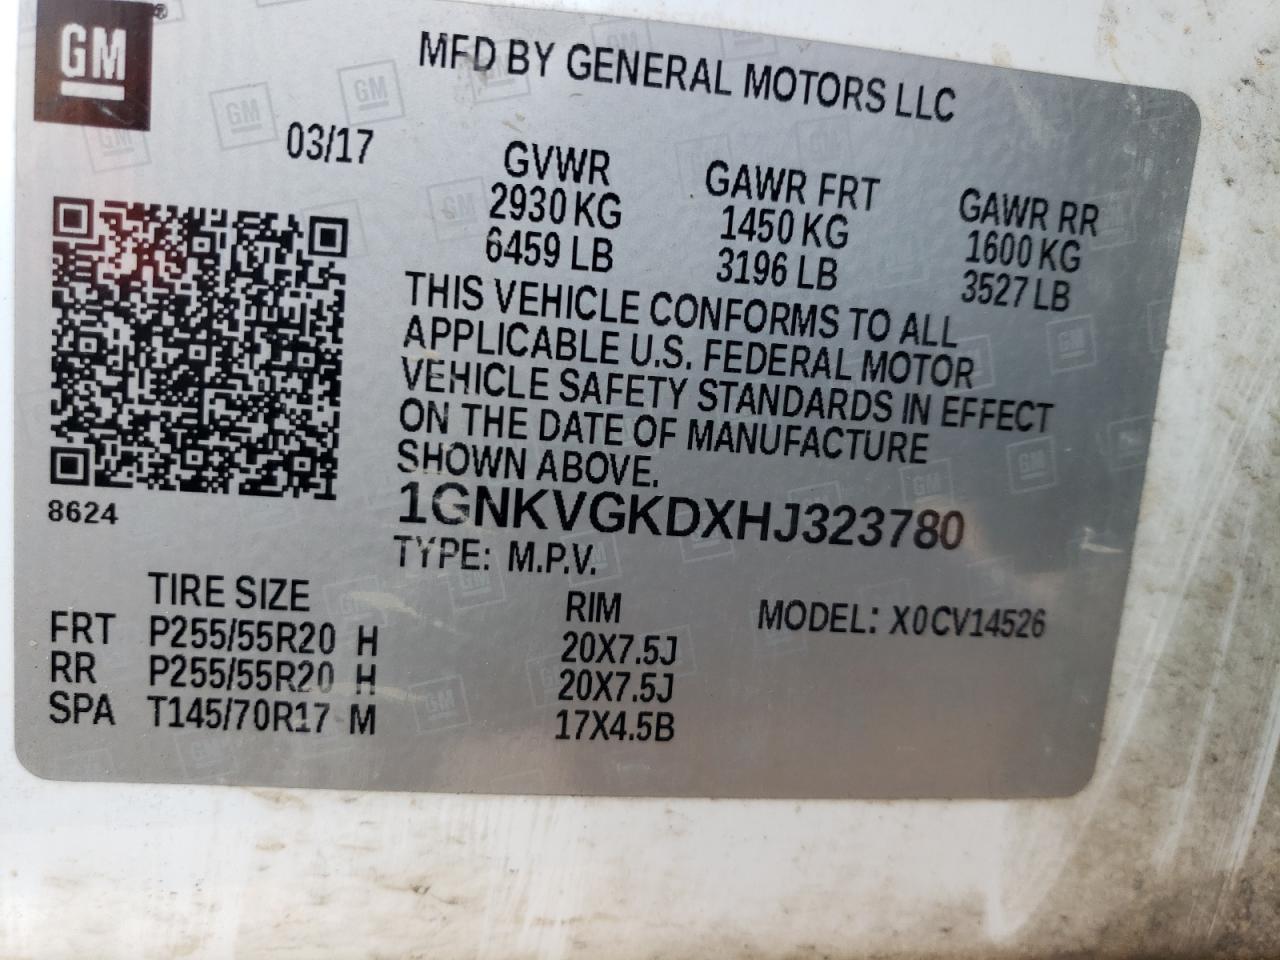 GM®
MFD BY GENERAL MOTORS LLC
03/17
GVWR GAWR FRT GAWR RR
2930 KG 1450 KG 1600 KG
6459 LB 3196 LB 3527 LB
THIS VEHICLE CONFORMS TO ALL
APPLICABLE U.S. FEDERAL MOTOR
VEHICLE SAFETY STANDARDS IN EFFECT
ON THE DATE OF MANUFACTURE
SHOWN ABOVE.
8624
1GNKVGKDXHJ323780
TYPE: M.P.V.
TIRE SIZE RIM MODEL: X0CV14526
FRT P255/55R20 H 20X7.5J
RR P255/55R20 H 20X7.5J
SPA T145/70R17 M 17X4.5B